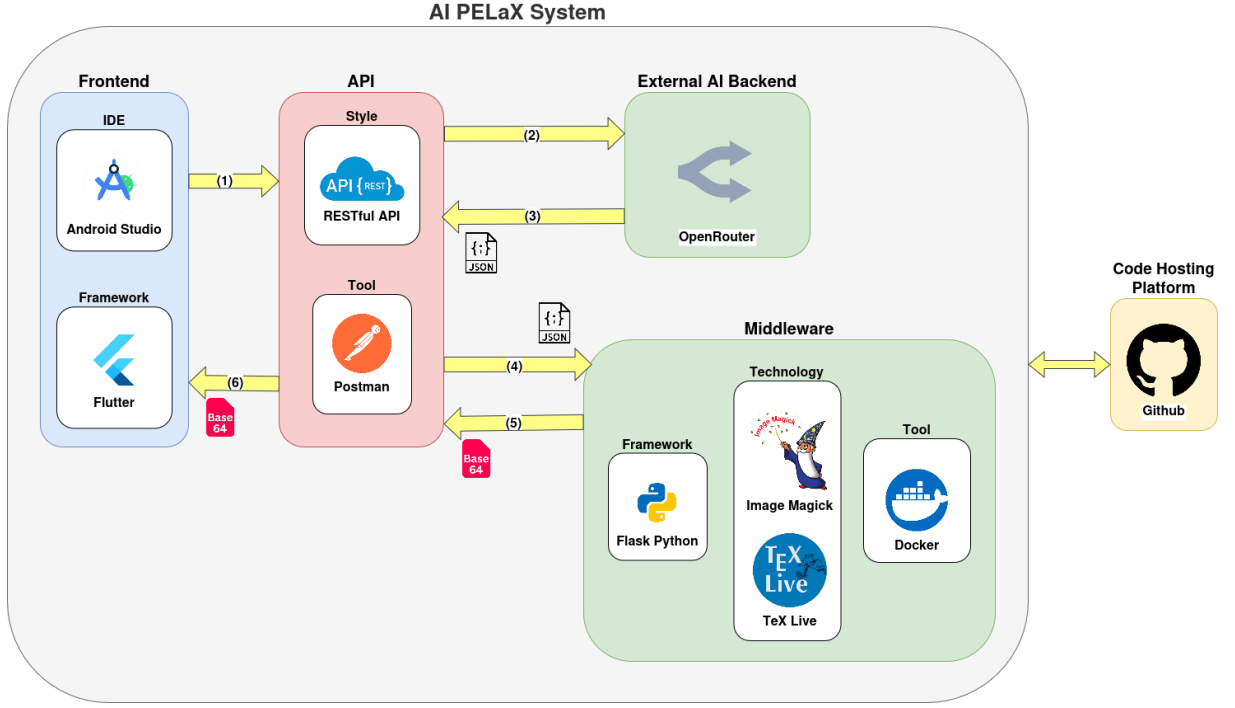 AI PELaX System
Frontend
IDE
Android Studio
Framework
Flutter
(1)
(6)
Base
64
API
Style
API {REST}
RESTful API
Tool
Postman
(2)
(3)
{;}
JSON
External AI Backend
OpenRouter
{;}
JSON
(4)
(5)
Base
64
Middleware
Framework
Flask Python
Technology
Image Magick
Image Magick
TEX
Live
TeX Live
Tool
Docker
Code Hosting
Platform
Github